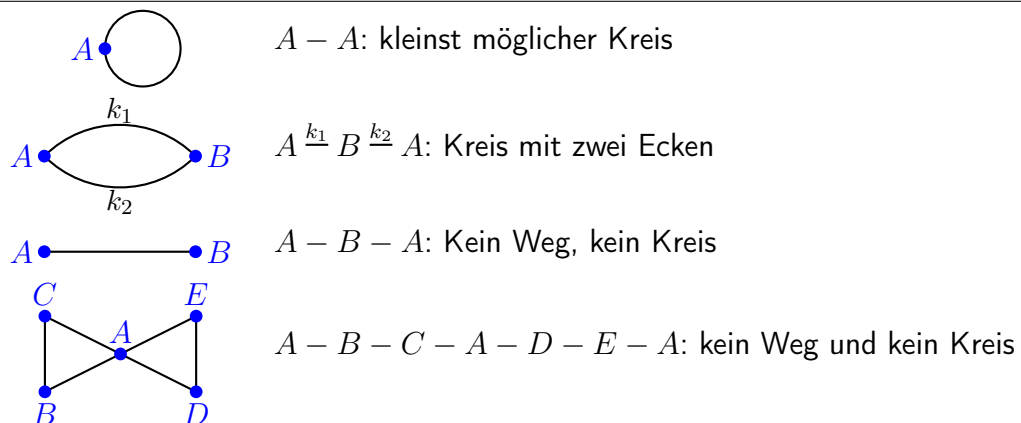 A
A − A: kleinst möglicher Kreis
k₁
A
B
k₂
A k₁ B k₂ A: Kreis mit zwei Ecken
A
B
A − B − A: Kein Weg, kein Kreis
C
E
A
B
D
A − B − C − A − D − E − A: kein Weg und kein Kreis